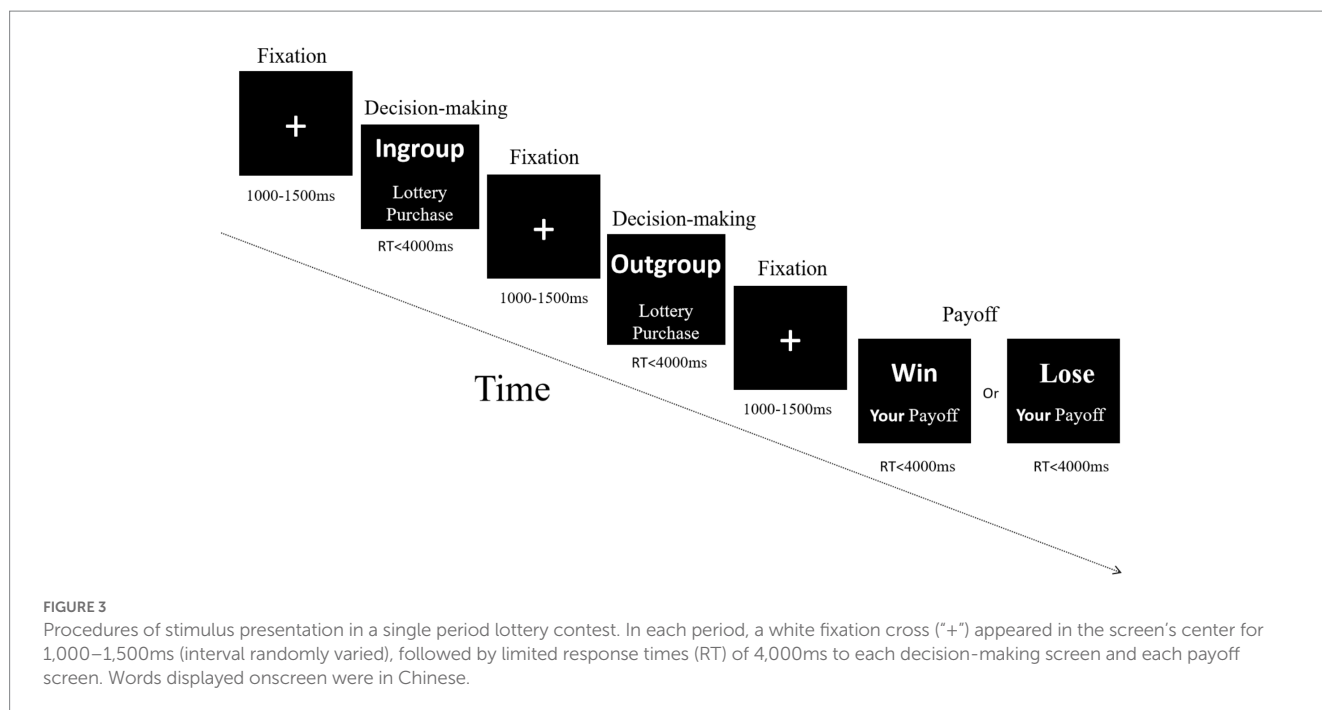 Fixation
+
1000-1500ms
Decision-making
Ingroup
Lottery
Purchase
RT<4000ms
Fixation
+
1000-1500ms
Decision-making
Outgroup
Lottery
Purchase
RT<4000ms
Fixation
+
1000-1500ms
Payoff
Win
Your Payoff
RT<4000ms
Or
Lose
Your Payoff
RT<4000ms
Time
FIGURE 3
Procedures of stimulus presentation in a single period lottery contest. In each period, a white fixation cross (“+”) appeared in the screen’s center for
1,000–1,500ms (interval randomly varied), followed by limited response times (RT) of 4,000ms to each decision-making screen and each payoff
screen. Words displayed onscreen were in Chinese.